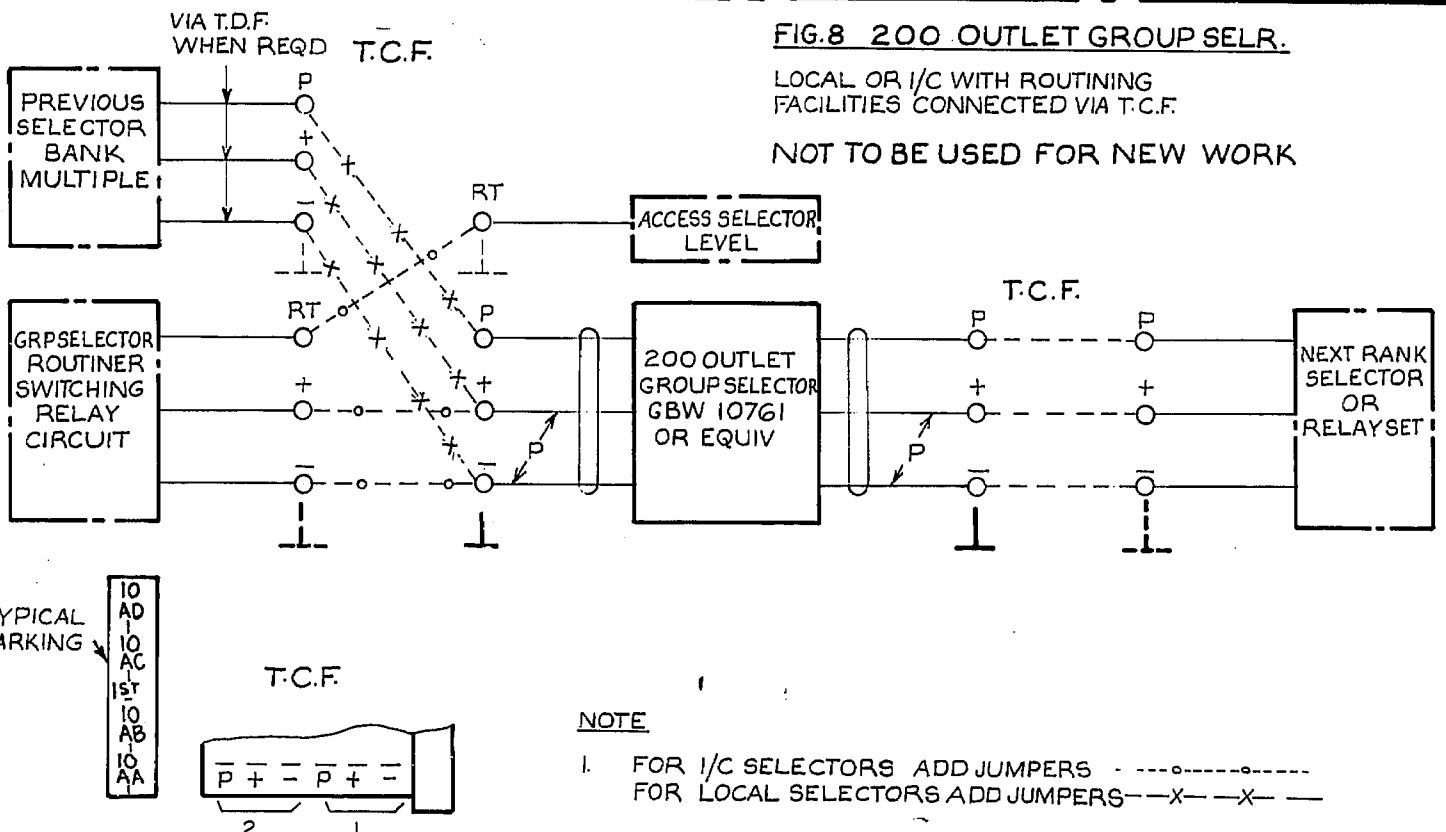 VIA T.D.F.
WHEN REQD
T.C.F.
FIG.8 200 OUTLET GROUP SELR.
LOCAL OR I/C WITH ROUTINING
FACILITIES CONNECTED VIA T.C.F.
NOT TO BE USED FOR NEW WORK
PREVIOUS
SELECTOR
BANK
MULTIPLE
P
+
−
RT
ACCESS SELECTOR
LEVEL
GRP SELECTOR
ROUTINER
SWITCHING
RELAY
CIRCUIT
RT
+
−
P
+
−
P
200 OUTLET
GROUP SELECTOR
GBW 10761
OR EQUIV
P
T.C.F.
P
+
−
P
+
−
NEXT RANK
SELECTOR
OR
RELAY SET
YPICAL
ARKING
10
AD
10
AC
1ST
10
AB
10
AA
T.C.F.
P + − P + −
2 1
NOTE
1. FOR I/C SELECTORS ADD JUMPERS
FOR LOCAL SELECTORS ADD JUMPERS